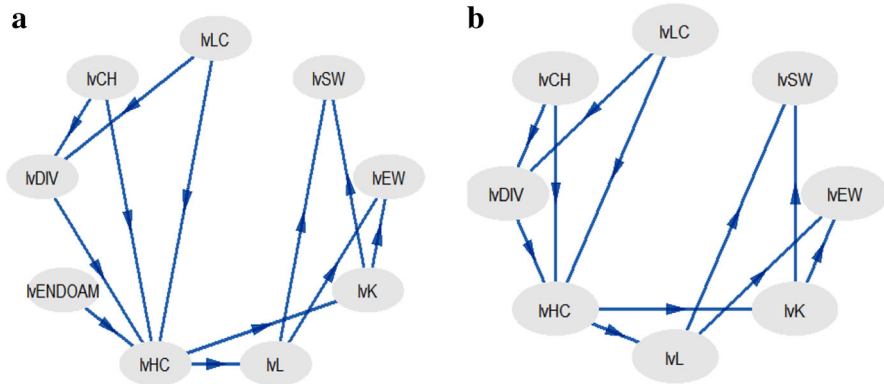 a
lvLC
lvCH
lvSW
lvDIV
lvEW
lvENDOAM
lvK
lvHC
lvL
b
lvLC
lvCH
lvSW
lvDIV
lvEW
lvHC
lvK
lvL